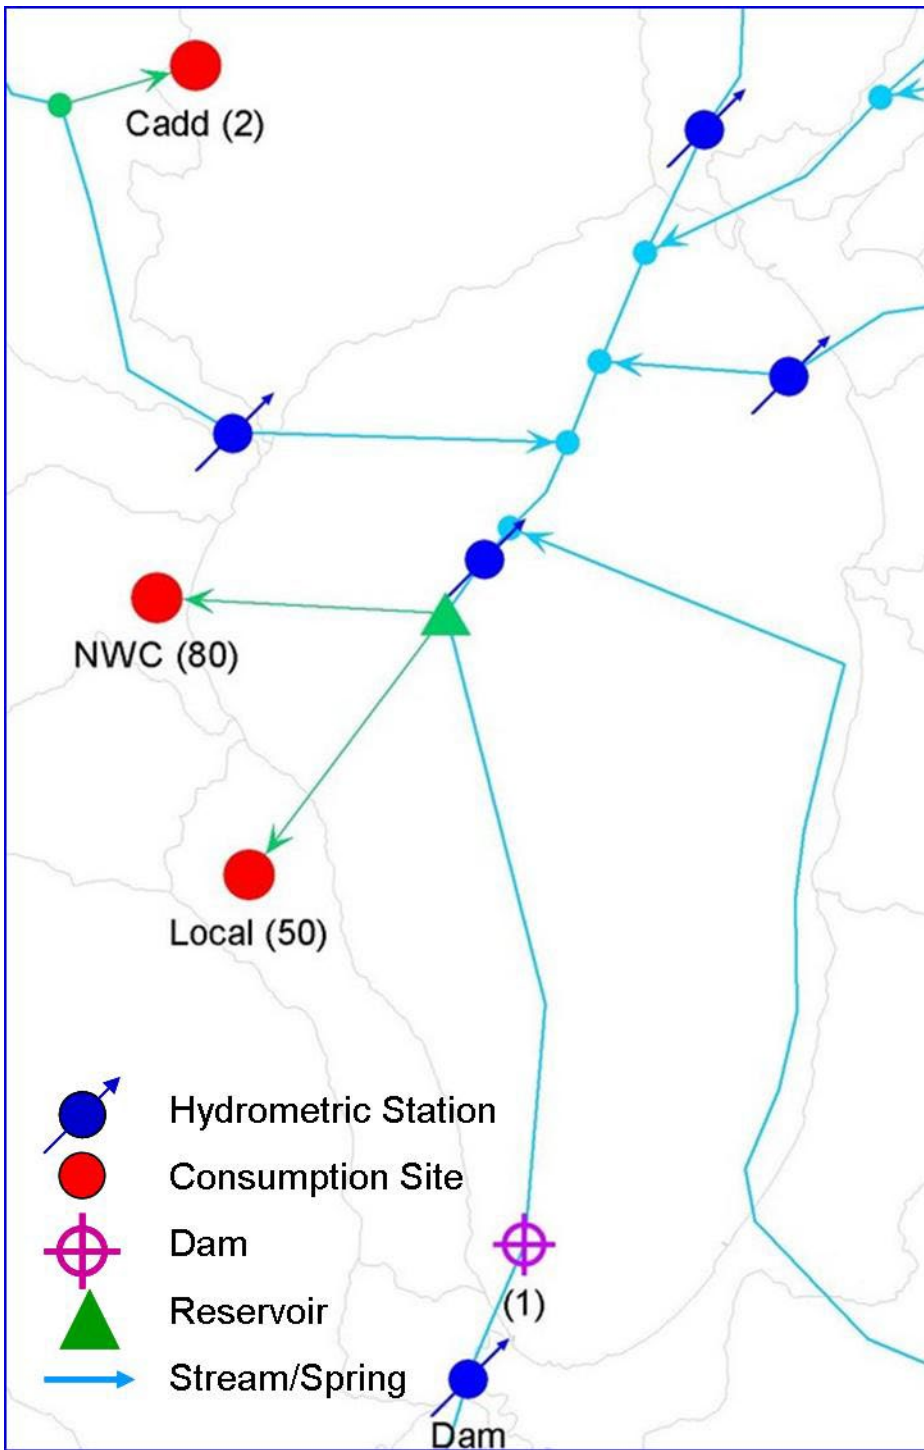 Cadd (2)
NWC (80)
Local (50)
Hydrometric Station
Consumption Site
Dam
(1)
Reservoir
Stream/Spring
Dam